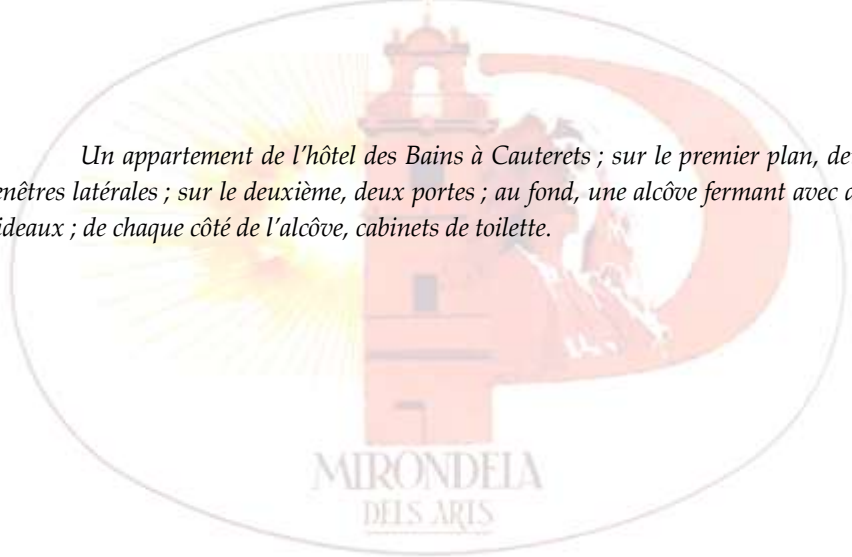 Un appartement de l’hôtel des Bains à Cauterets ; sur le premier plan, de
enêtres latérales ; sur le deuxième, deux portes ; au fond, une alcôve fermant avec d
ideaux ; de chaque côté de l’alcôve, cabinets de toilette.
MIRONDELA
DELS ARTS